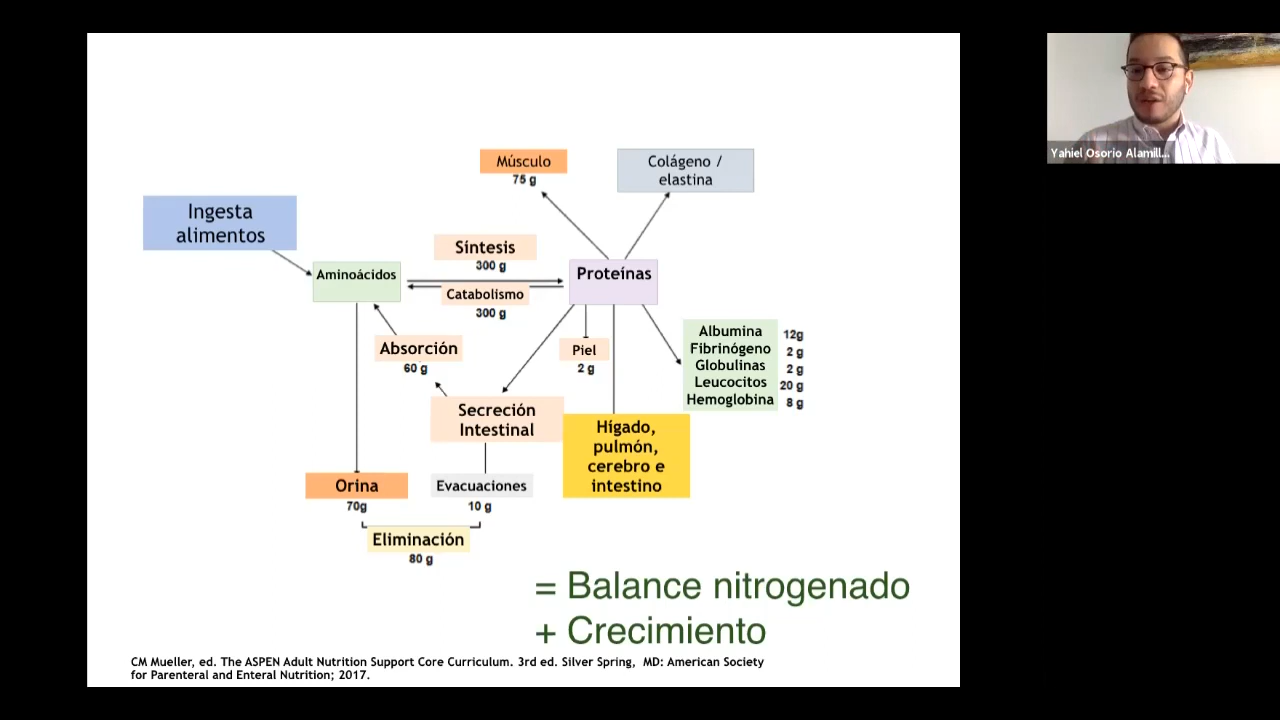 Músculo
75 g
Colágeno /
elastina
Ingesta
alimentos
Síntesis
300 g
Aminoácidos
Proteínas
Catabolismo
300 g
Absorción
60 g
Piel
2 g
Albumina 12g
Fibrinógeno 2 g
Globulinas 2 g
Leucocitos 20 g
Hemoglobina 8 g
Secreción
Intestinal
Hígado,
pulmón,
cerebro e
intestino
Orina
70g
Evacuaciones
10 g
Eliminación
80 g
= Balance nitrogenado
+ Crecimiento
CM Mueller, ed. The ASPEN Adult Nutrition Support Core Curriculum. 3rd ed. Silver Spring, MD: American Society
for Parenteral and Enteral Nutrition; 2017.
Yahiel Osorio Alamill...